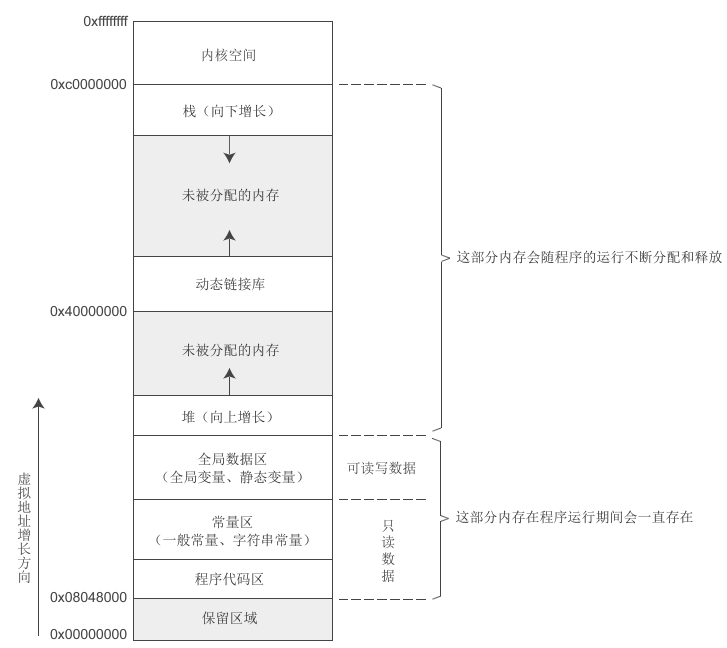 0xffffffff
内核空间
0xc0000000
栈（向下增长）
未被分配的内存
这部分内存会随程序的运行不断分配和释放
动态链接库
0x40000000
未被分配的内存
堆（向上增长）
全局数据区
（全局变量、静态变量）
可读写数据
虚拟地址增长方向
常量区
（一般常量、字符串常量）
只读数据
这部分内存在程序运行期间会一直存在
程序代码区
0x08048000
保留区域
0x00000000